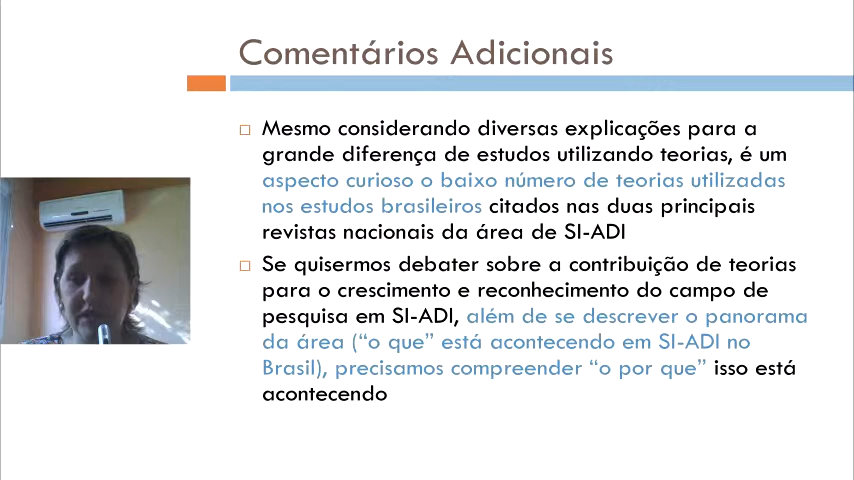 Comentários Adicionais
Mesmo considerando diversas explicações para a
grande diferença de estudos utilizando teorias, é um
aspecto curioso o baixo número de teorias utilizadas
nos estudos brasileiros citados nas duas principais
revistas nacionais da área de SI-ADI
Se quisermos debater sobre a contribuição de teorias
para o crescimento e reconhecimento do campo de
pesquisa em SI-ADI, além de se descrever o panorama
da área (“o que” está acontecendo em SI-ADI no
Brasil), precisamos compreender “o por que” isso está
acontecendo